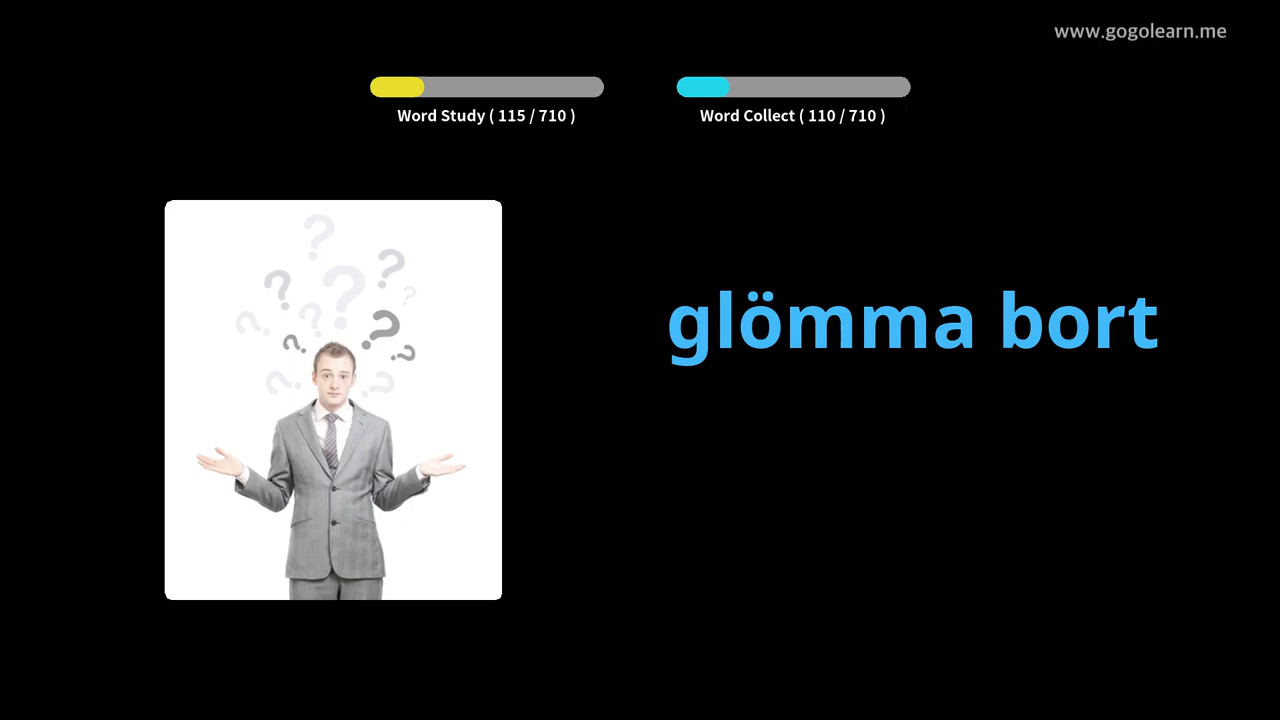 www.gogolearn.me
Word Study ( 115 / 710 )
Word Collect ( 110 / 710 )
? ? ? ? ? ? ? ? ? ? ? ?
glömma bort